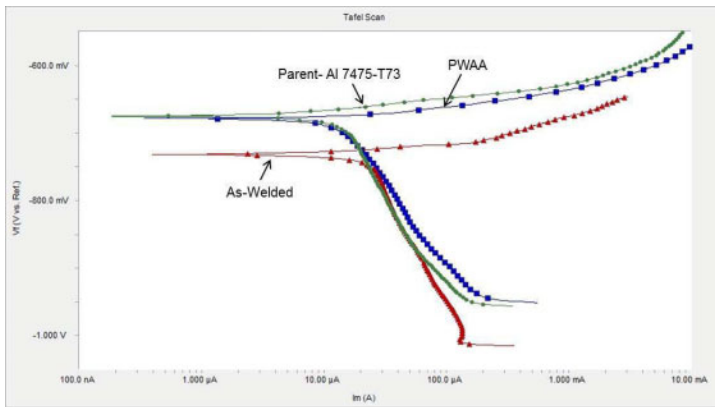 Tafel Scan
-600.0 mV
Parent- Al 7475-T73
PWAA
Vf (V vs. Ref.)
-800.0 mV
As-Welded
-1.000 V
100.0 nA
1.000 µA
10.00 µA
100.0 µA
1.000 mA
10.00 mA
Im (A)